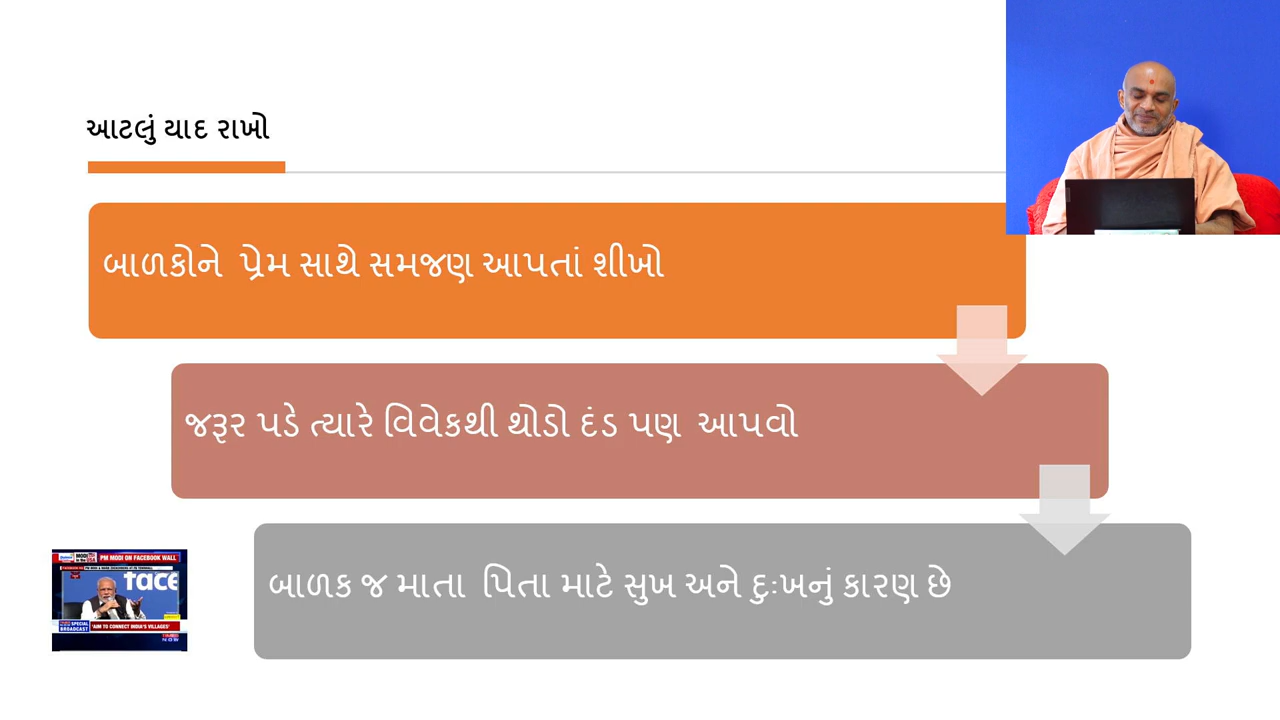 આટલું યાદ રાખો
બાળકોને પ્રેમ સાથે સમજણ આપતાં શીખો
જરૂર પડે ત્યારે વિવેકથી થોડો દંડ પણ આપવો
બાળક જ માતા પિતા માટે સુખ અને દુઃખનું કારણ છે
PM MODI ON FACEBOOK WALL
face
SPECIAL
BROADCAST
'AIM TO CONNECT INDIA'S VILLAGES'